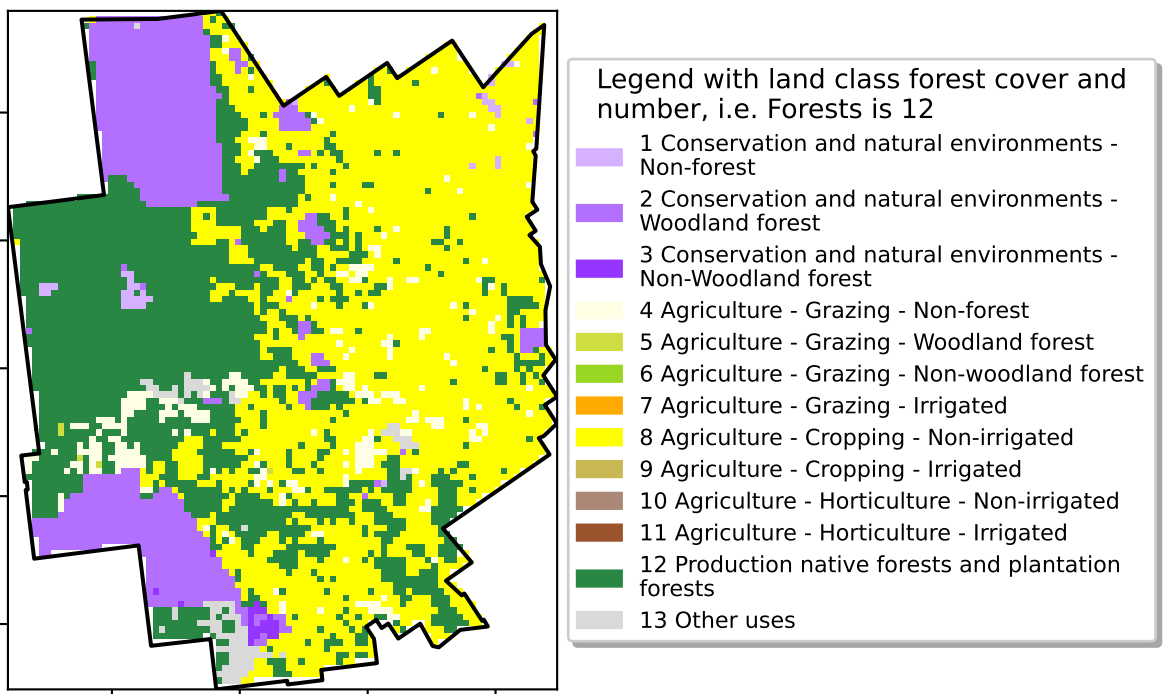 Legend with land class forest cover and
number, i.e. Forests is 12
1 Conservation and natural environments -
Non-forest
2 Conservation and natural environments -
Woodland forest
3 Conservation and natural environments -
Non-Woodland forest
4 Agriculture - Grazing - Non-forest
5 Agriculture - Grazing - Woodland forest
6 Agriculture - Grazing - Non-woodland forest
7 Agriculture - Grazing - Irrigated
8 Agriculture - Cropping - Non-irrigated
9 Agriculture - Cropping - Irrigated
10 Agriculture - Horticulture - Non-irrigated
11 Agriculture - Horticulture - Irrigated
12 Production native forests and plantation
forests
13 Other uses